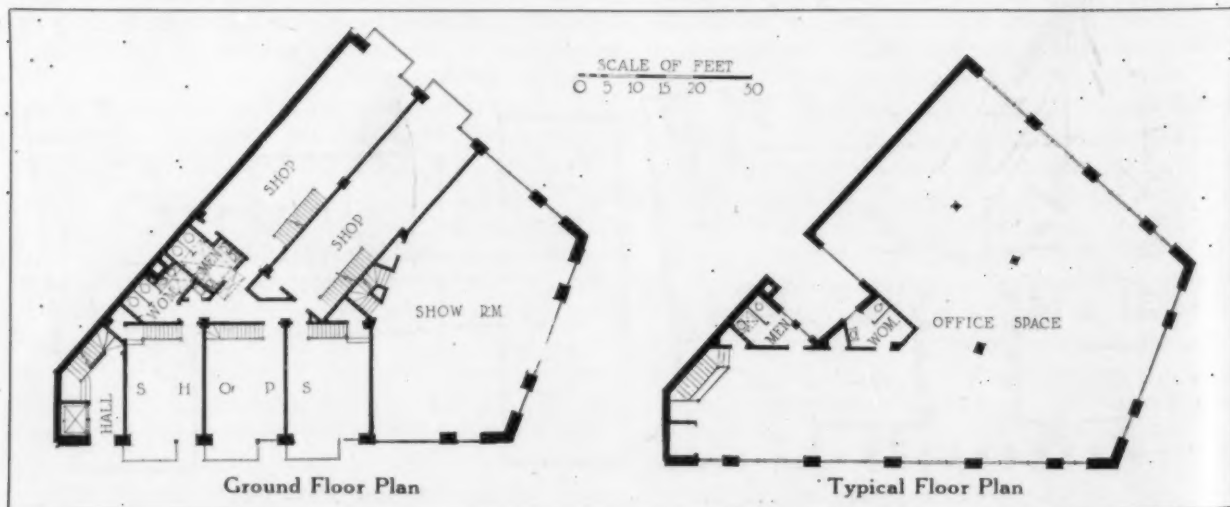 SCALE OF FEET
0 5 10 15 20 30
SHOP
SHOP
MEN
WOM.
SHOW RM
HALL
S H O P S
Ground Floor Plan
MEN
WOM.
OFFICE SPACE
Typical Floor Plan